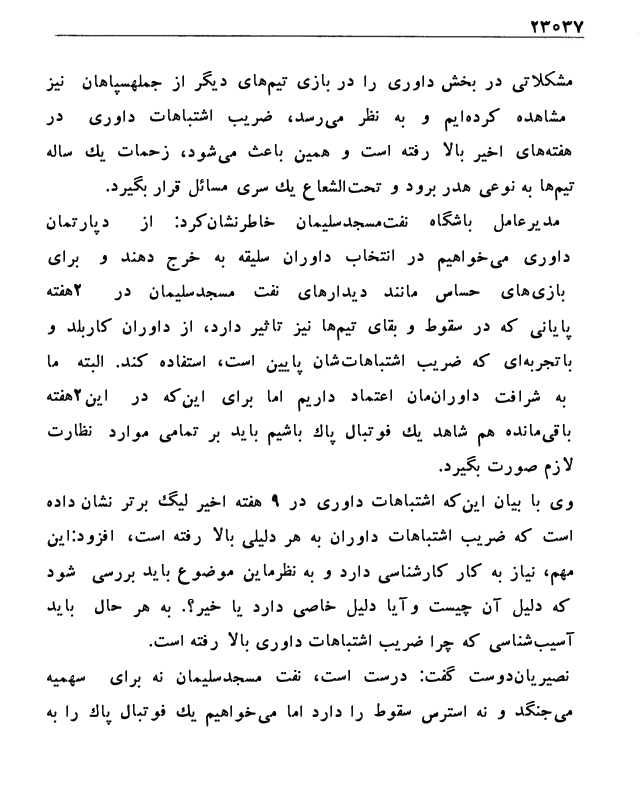 ۲۳۰۳۷
مشکلاتی در بخش داوری را در بازی تیم‌های دیگر از جملهسپاهان نیز
مشاهده کرده‌ایم و به نظر می‌رسد، ضریب اشتباهات داوری در
هفته‌های اخیر بالا رفته است و همین باعث می‌شود، زحمات یك ساله
تیم‌ها به نوعی هدر برود و تحت‌الشعاع یك سری مسائل قرار بگیرد.
مدیرعامل باشگاه نفت‌مسجدسلیمان خاطرنشان‌کرد: از دپارتمان
داوری می‌خواهیم در انتخاب داوران سلیقه به خرج دهند و برای
بازی‌های حساس مانند دیدارهای نفت مسجدسلیمان در ۲هفته
پایانی که در سقوط و بقای تیم‌ها نیز تاثیر دارد، از داوران کاربلد و
باتجربه‌ای که ضریب اشتباهات‌شان پایین است، استفاده کند. البته ما
به شرافت داوران‌مان اعتماد داریم اما برای این‌که در این۲هفته
باقی‌مانده هم شاهد یك فوتبال پاك باشیم باید بر تمامی موارد نظارت
لازم صورت بگیرد.
وی با بیان این‌که اشتباهات داوری در ۹ هفته اخیر لیگ برتر نشان داده
است که ضریب اشتباهات داوران به هر دلیلی بالا رفته است، افزود:این
مهم، نیاز به کار کارشناسی دارد و به نظرماین موضوع باید بررسی شود
که دلیل آن چیست وآیا دلیل خاصی دارد یا خیر؟. به هر حال باید
آسیب‌شناسی که چرا ضریب اشتباهات داوری بالا رفته است.
نصیریان‌دوست گفت: درست است، نفت مسجدسلیمان نه برای سهمیه
می‌جنگد و نه استرس سقوط را دارد اما می‌خواهیم یك فوتبال پاك را به